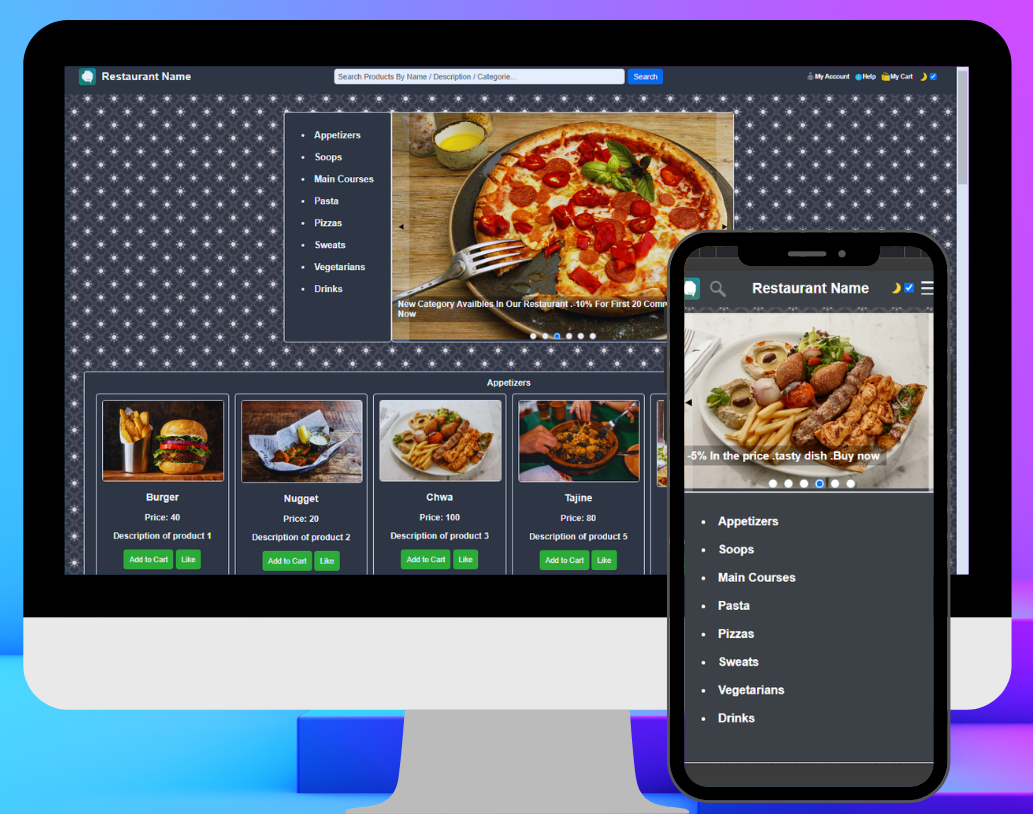 Restaurant Name
Search Products By Name / Description / Categorie...
Search
My Account
Help
My Cart
Appetizers
Soops
Main Courses
Pasta
Pizzas
Sweats
Vegetarians
Drinks
New Category Availbles In Our Restaurant .-10% For First 20 Com
Now
Appetizers
Burger
Price: 40
Description of product 1
Add to Cart
Like
Nugget
Price: 20
Description of product 2
Add to Cart
Like
Chwa
Price: 100
Description of product 3
Add to Cart
Like
Tajine
Price: 80
Description of product 5
Add to Cart
Like
Restaurant Name
-5% In the price .tasty dish .Buy now
Appetizers
Soops
Main Courses
Pasta
Pizzas
Sweats
Vegetarians
Drinks